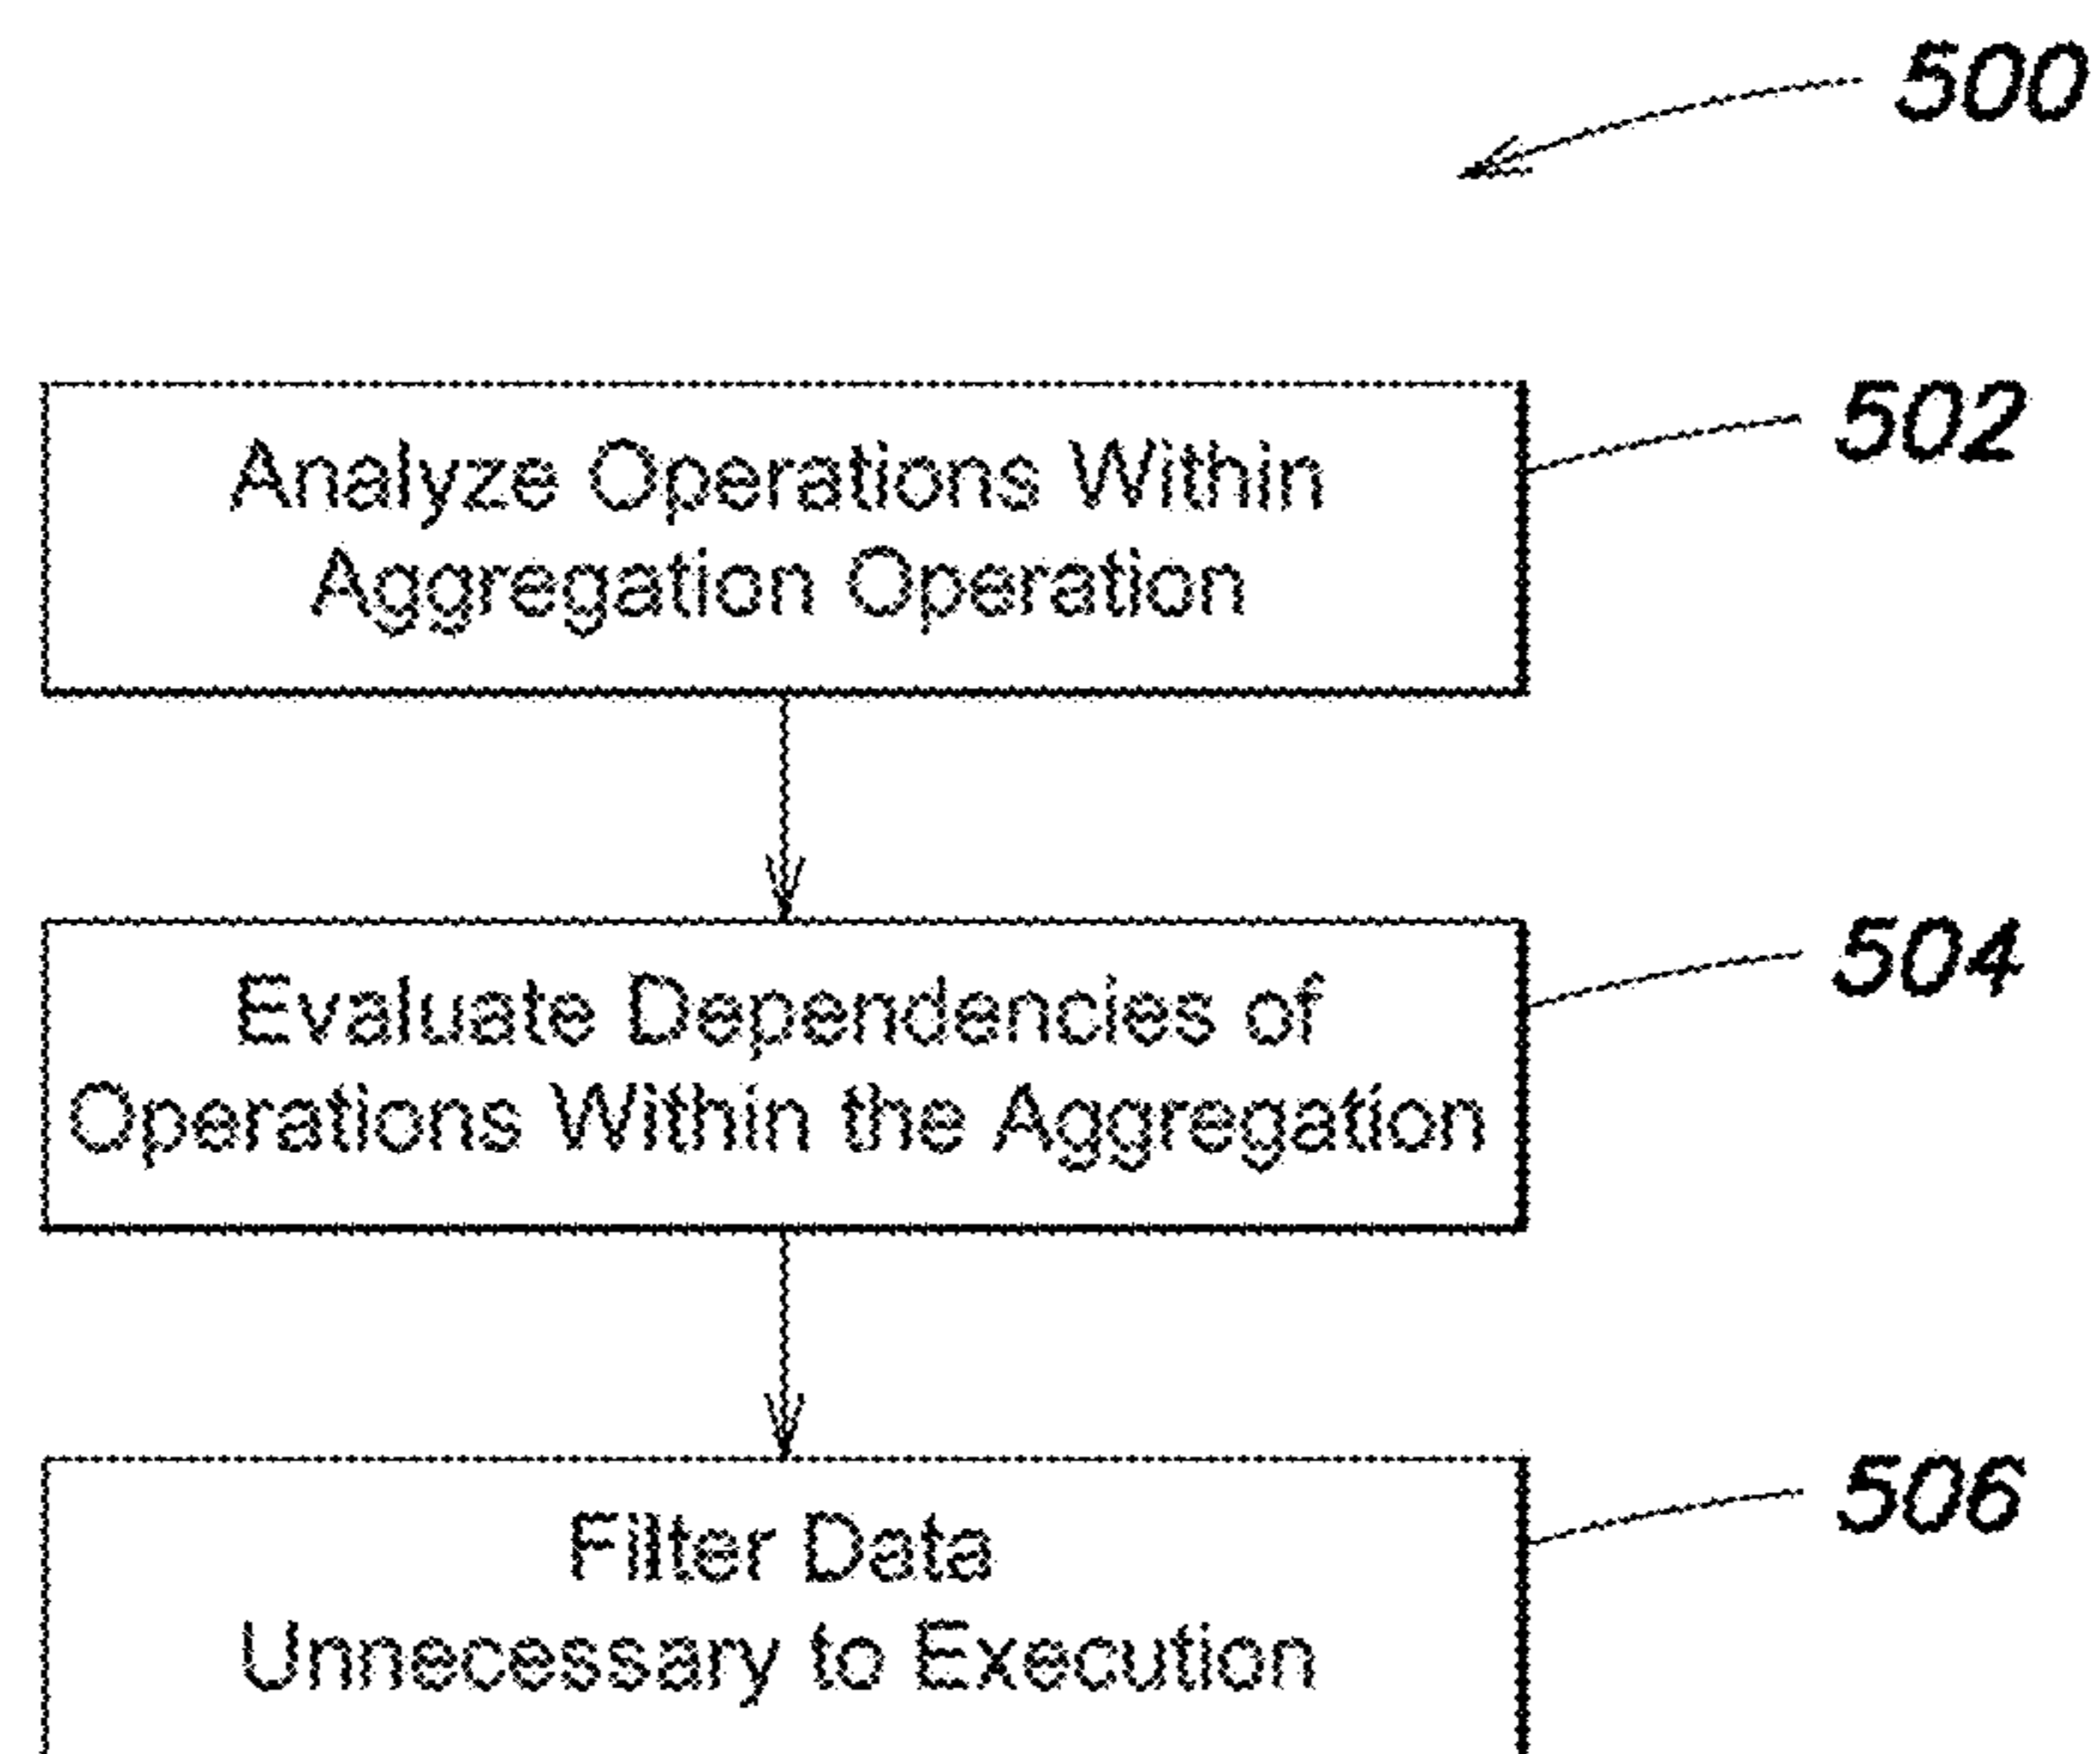 500
502
Analyze Operations Within
Aggregation Operation
504
Evaluate Dependencies of
Operations Within the Aggregation
506
Filter Data
Unnecessary to Execution